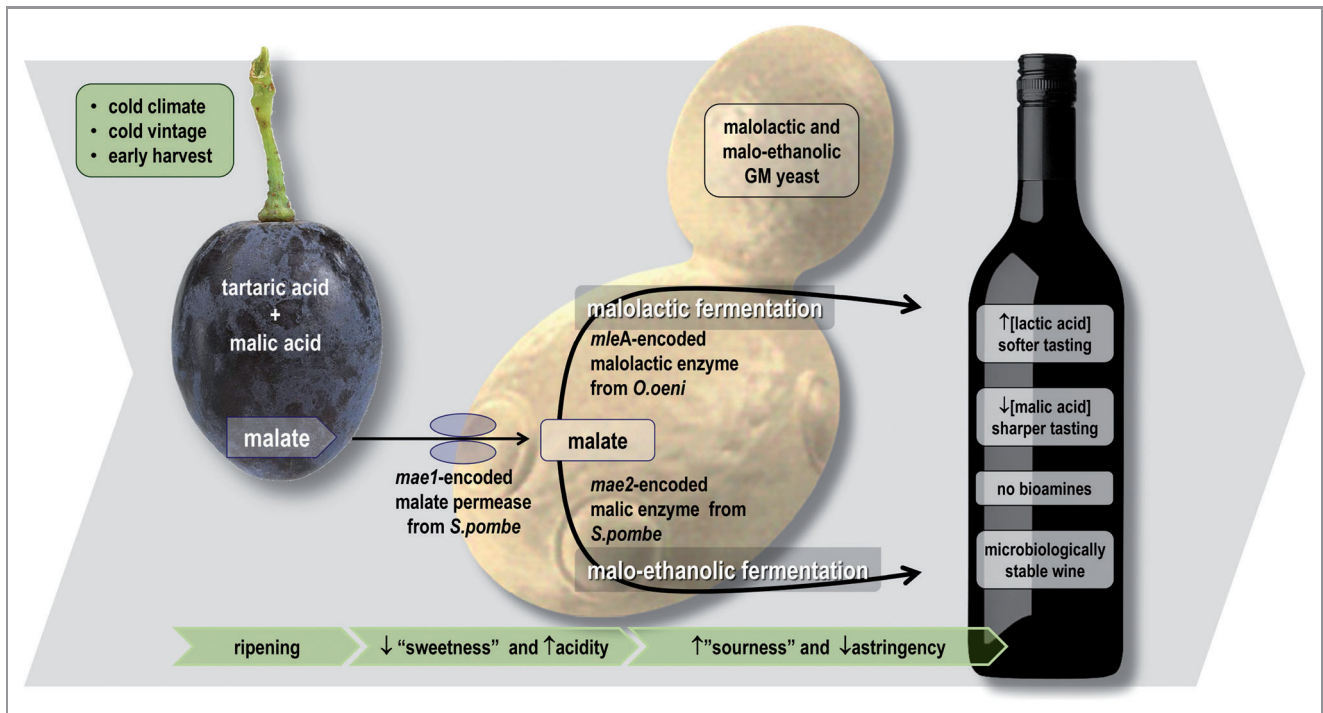 • cold climate
• cold vintage
• early harvest
tartaric acid
+
malic acid
malate
mae1-encoded
malate permease
from S.pombe
malolactic and
malo-ethanolic
GM yeast
malolactic fermentation
mleA-encoded
malolactic enzyme
from O.oeni
malate
mae2-encoded
malic enzyme from
S.pombe
malo-ethanolic fermentation
↑[lactic acid]
softer tasting
↓[malic acid]
sharper tasting
no bioamines
microbiologically
stable wine
ripening
↓ “sweetness” and ↑acidity
↑”sourness” and ↓astringency